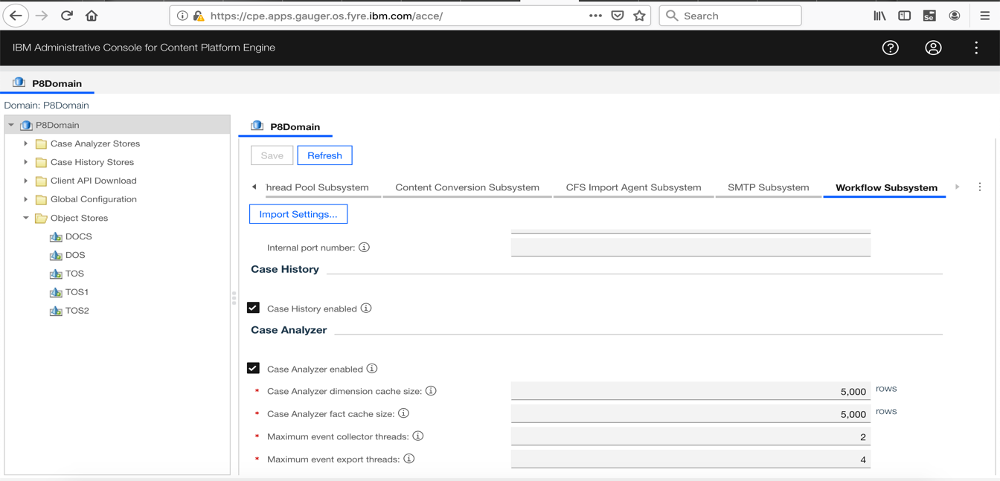 https://cpe.apps.gauger.os.fyre.ibm.com/acce/
Search
Se
IBM Administrative Console for Content Platform Engine
P8Domain
Domain: P8Domain
P8Domain
Case Analyzer Stores
Case History Stores
Client API Download
Global Configuration
Object Stores
DOCS
DOS
TOS
TOS1
TOS2
P8Domain
Save Refresh
hread Pool Subsystem Content Conversion Subsystem CFS Import Agent Subsystem SMTP Subsystem Workflow Subsystem
Import Settings...
Internal port number:
Case History
Case History enabled
Case Analyzer
Case Analyzer enabled
* Case Analyzer dimension cache size: 5,000 rows
* Case Analyzer fact cache size: 5,000 rows
* Maximum event collector threads: 2
* Maximum event export threads: 4